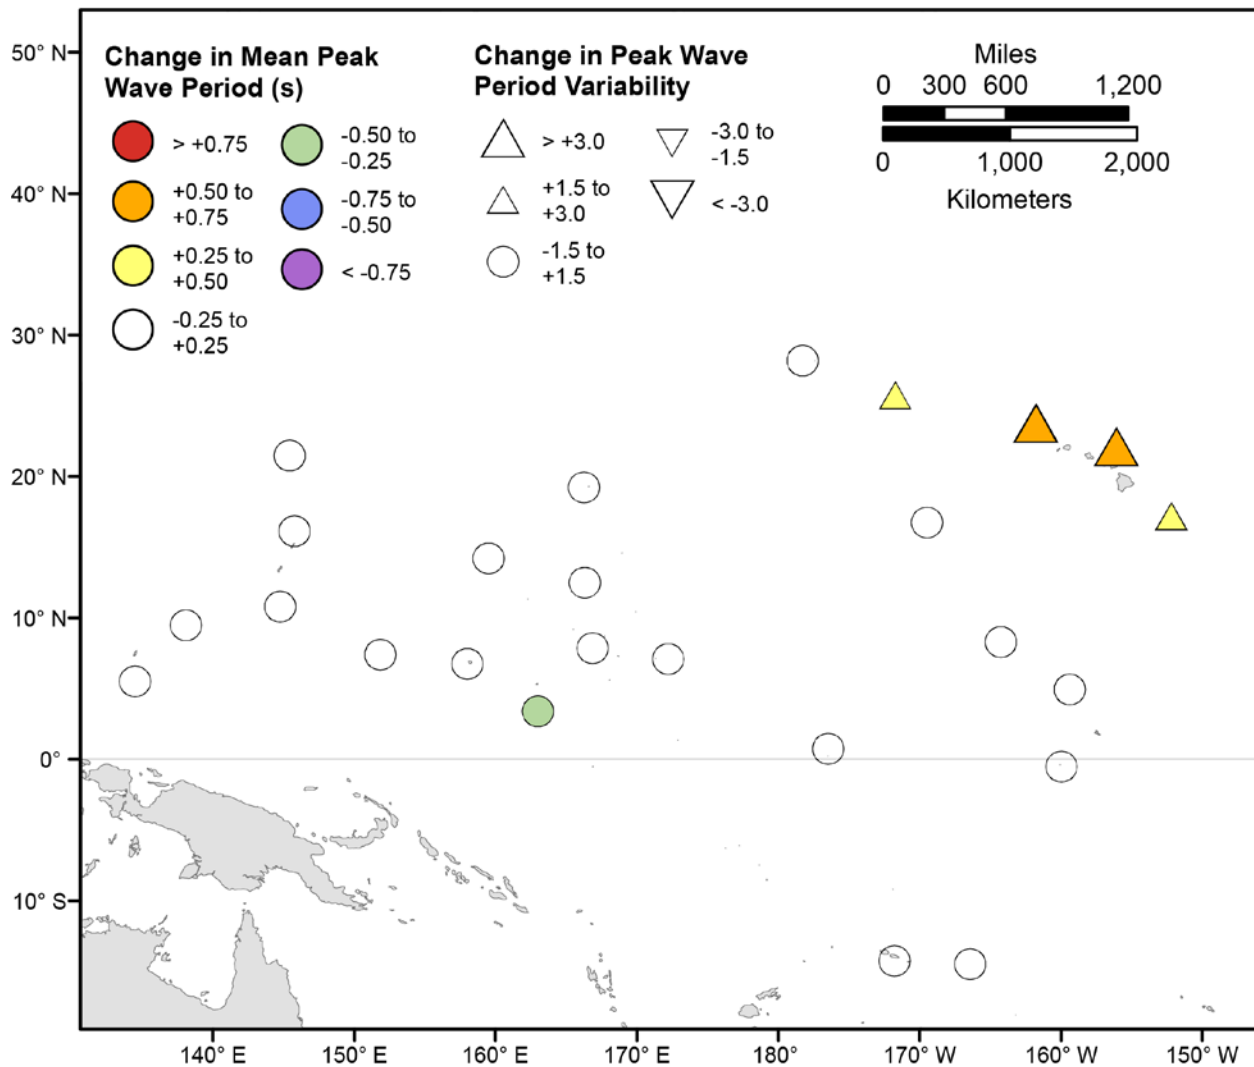 Change in Mean Peak
Wave Period (s)
> +0.75
+0.50 to
+0.75
+0.25 to
+0.50
-0.25 to
+0.25
-0.50 to
-0.25
-0.75 to
-0.50
< -0.75
Change in Peak Wave
Period Variability
> +3.0
+1.5 to
+3.0
-1.5 to
+1.5
-3.0 to
-1.5
< -3.0
Miles
0 300 600 1,200
0 1,000 2,000
Kilometers
50° N
40° N
30° N
20° N
10° N
0°
10° S
140° E 150° E 160° E 170° E 180° 170° W 160° W 150° W